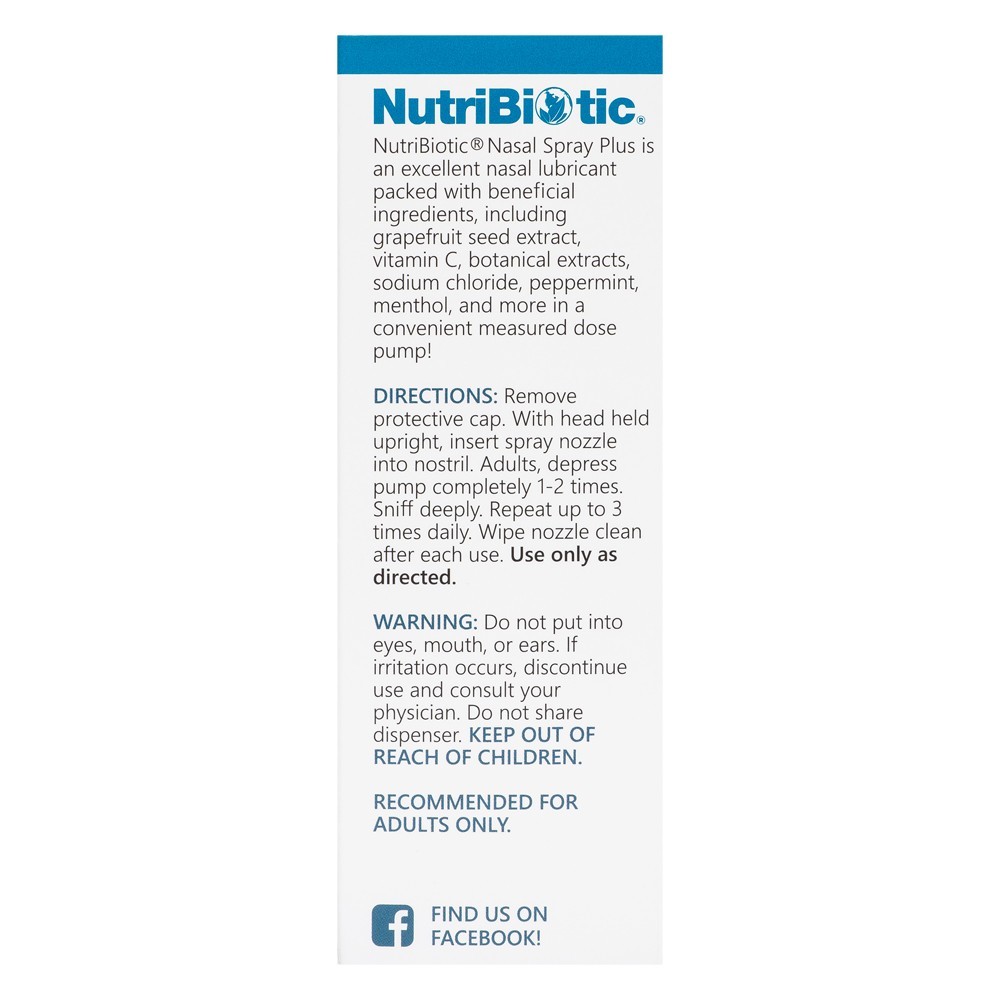 NutriBiotic®
NutriBiotic® Nasal Spray Plus is
an excellent nasal lubricant
packed with beneficial
ingredients, including
grapefruit seed extract,
vitamin C, botanical extracts,
sodium chloride, peppermint,
menthol, and more in a
convenient measured dose
pump!
DIRECTIONS: Remove
protective cap. With head held
upright, insert spray nozzle
into nostril. Adults, depress
pump completely 1-2 times.
Sniff deeply. Repeat up to 3
times daily. Wipe nozzle clean
after each use. Use only as
directed.
WARNING: Do not put into
eyes, mouth, or ears. If
irritation occurs, discontinue
use and consult your
physician. Do not share
dispenser. KEEP OUT OF
REACH OF CHILDREN.
RECOMMENDED FOR
ADULTS ONLY.
FIND US ON
FACEBOOK!